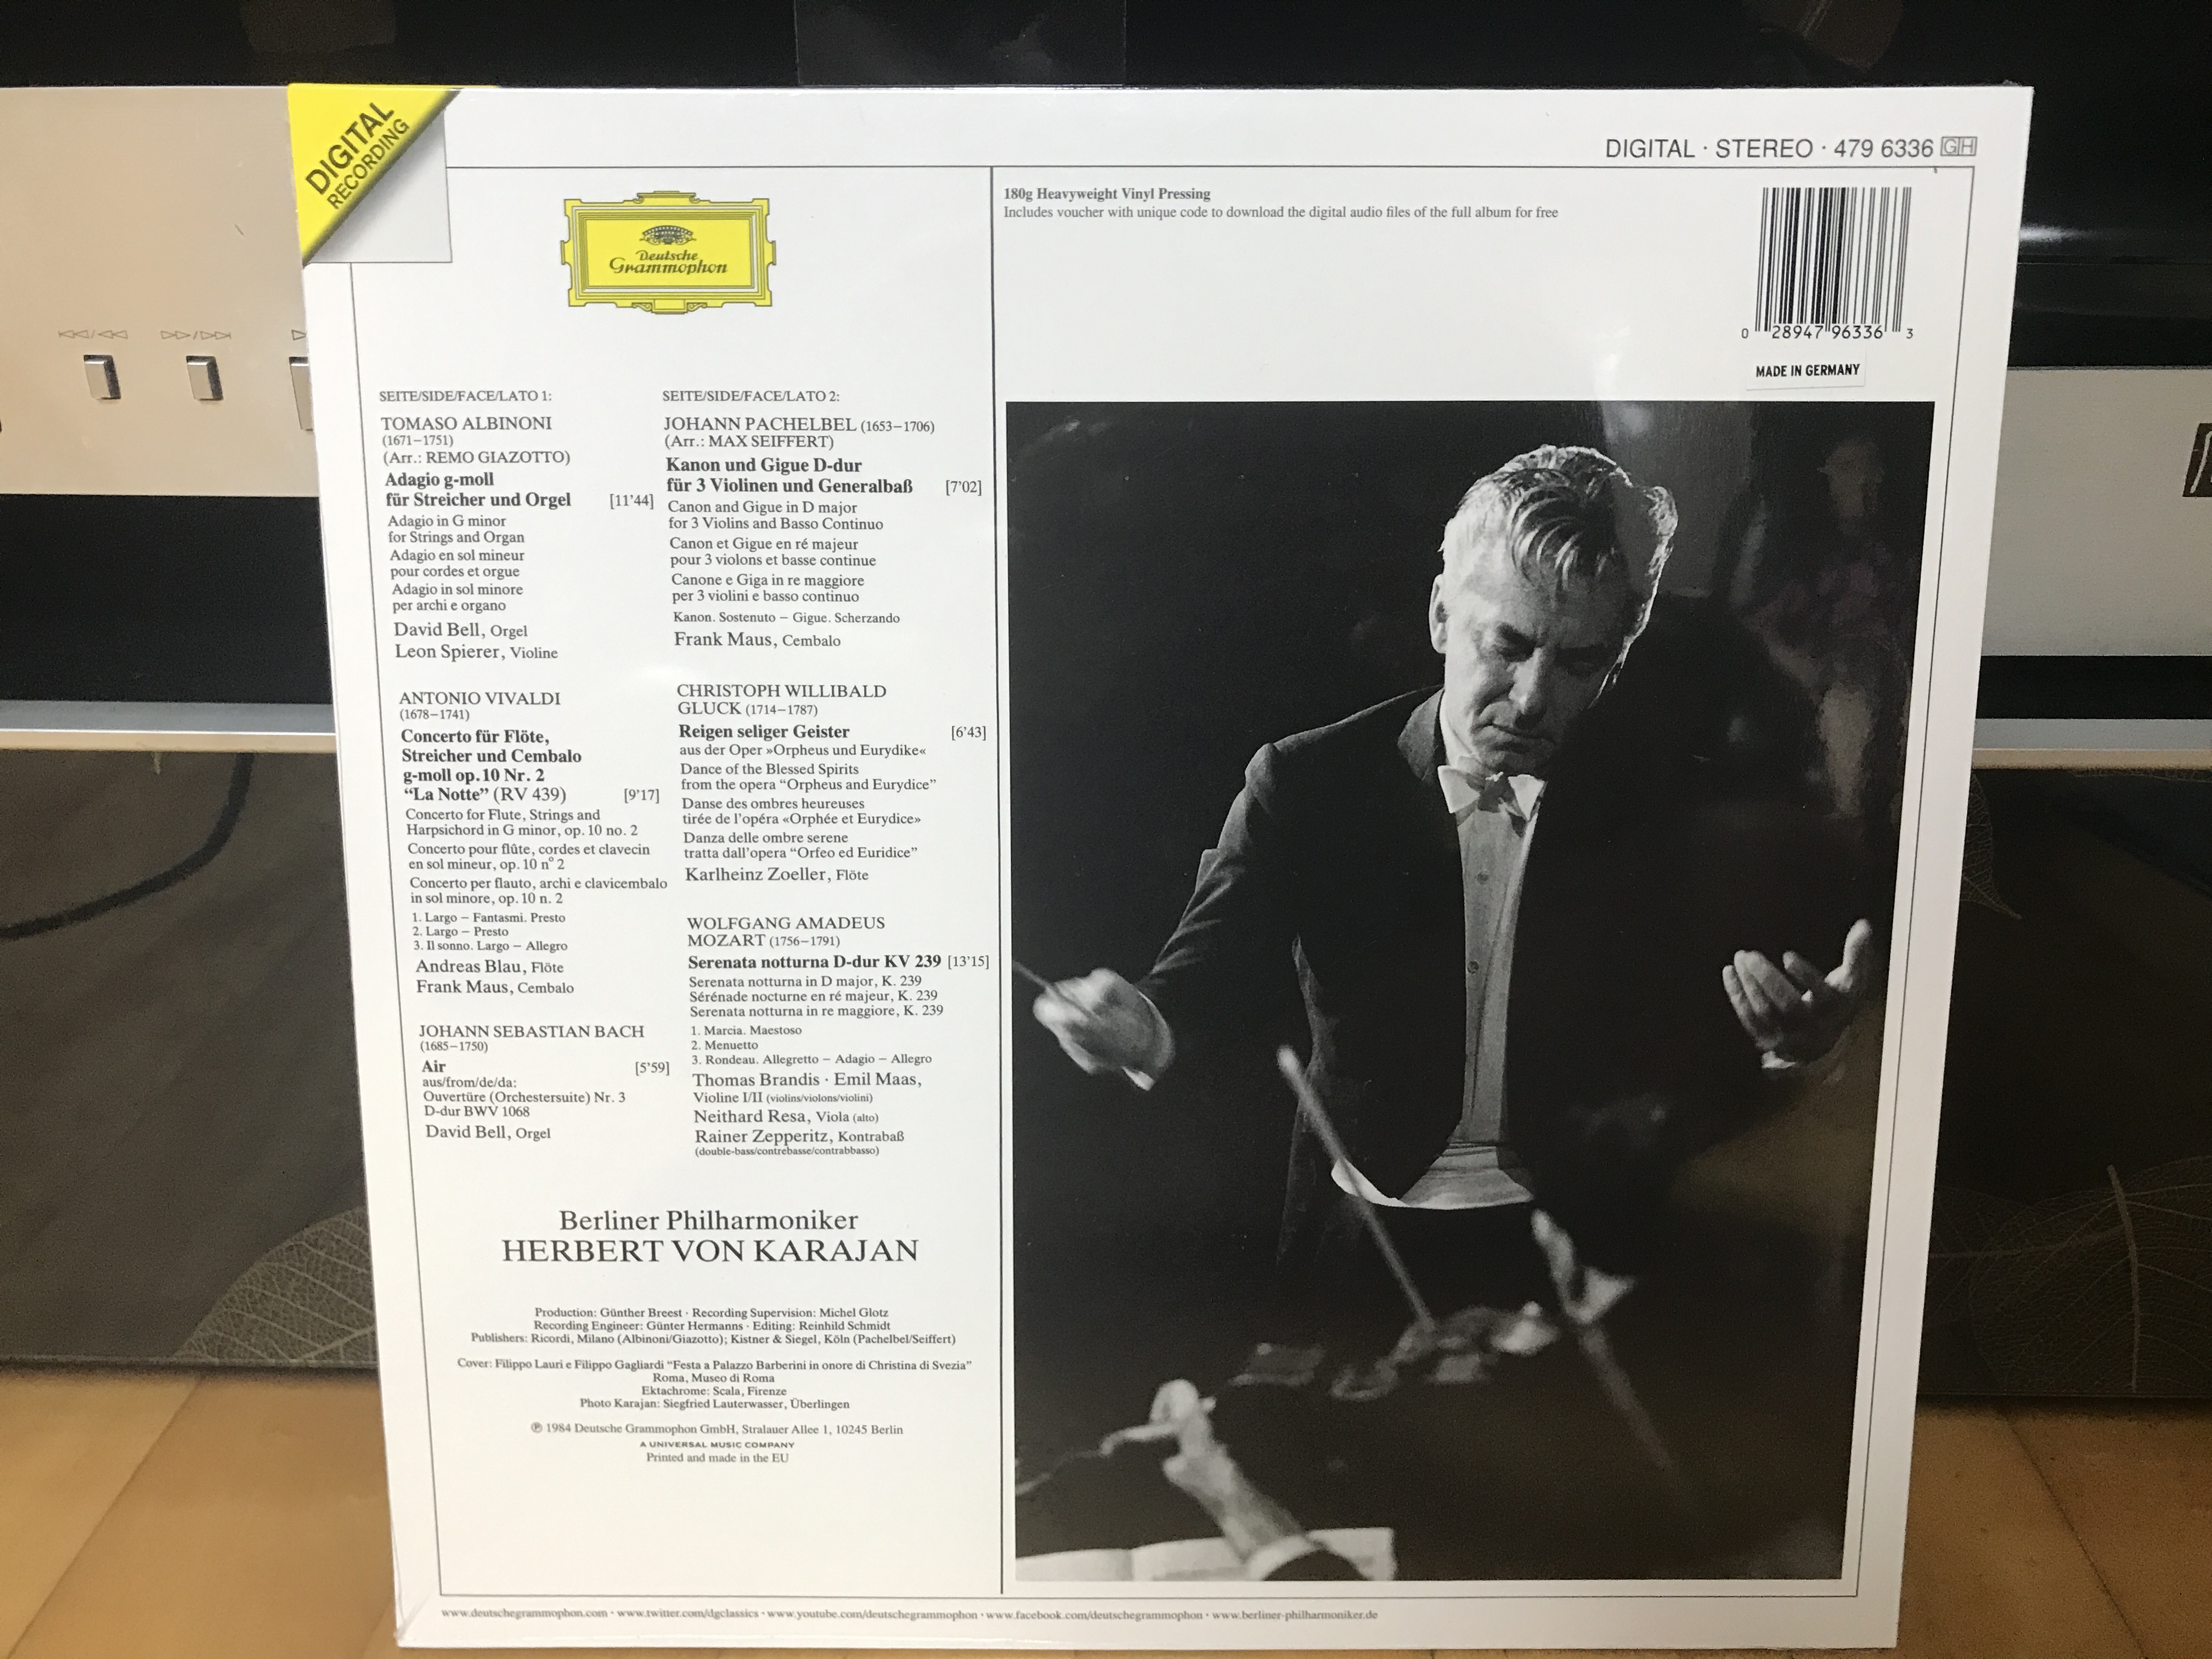 DIGITAL
RECORDING
DIGITAL · STEREO · 479 6336 GH
Deutsche
Grammophon
180g Heavyweight Vinyl Pressing
Includes voucher with unique code to download the digital audio files of the full album for free
0 28947 96336 3
MADE IN GERMANY
SEITE/SIDE/FACE/LATO 1:
TOMASO ALBINONI
(1671–1751)
(Arr.: REMO GIAZOTTO)
Adagio g-moll
für Streicher und Orgel [11'44]
Adagio in G minor
for Strings and Organ
Adagio en sol mineur
pour cordes et orgue
Adagio in sol minore
per archi e organo
David Bell, Orgel
Leon Spierer, Violine
ANTONIO VIVALDI
(1678–1741)
Concerto für Flöte,
Streicher und Cembalo
g-moll op. 10 Nr. 2
“La Notte” (RV 439) [9'17]
Concerto for Flute, Strings and
Harpsichord in G minor, op. 10 no. 2
Concerto pour flûte, cordes et clavecin
en sol mineur, op. 10 n° 2
Concerto per flauto, archi e clavicembalo
in sol minore, op. 10 n. 2
1. Largo – Fantasmi. Presto
2. Largo – Presto
3. Il sonno. Largo – Allegro
Andreas Blau, Flöte
Frank Maus, Cembalo
JOHANN SEBASTIAN BACH
(1685–1750)
Air [5'59]
aus/from/de/da:
Ouvertüre (Orchestersuite) Nr. 3
D-dur BWV 1068
David Bell, Orgel
SEITE/SIDE/FACE/LATO 2:
JOHANN PACHELBEL (1653–1706)
(Arr.: MAX SEIFFERT)
Kanon und Gigue D-dur
für 3 Violinen und Generalbaß [7'02]
Canon and Gigue in D major
for 3 Violins and Basso Continuo
Canon et Gigue en ré majeur
pour 3 violons et basse continue
Canone e Giga in re maggiore
per 3 violini e basso continuo
Kanon. Sostenuto – Gigue. Scherzando
Frank Maus, Cembalo
CHRISTOPH WILLIBALD
GLUCK (1714–1787)
Reigen seliger Geister [6'43]
aus der Oper »Orpheus und Eurydike«
Dance of the Blessed Spirits
from the opera “Orpheus and Eurydice”
Danse des ombres heureuses
tirée de l'opéra «Orphée et Eurydice»
Danza delle ombre serene
tratta dall'opera “Orfeo ed Euridice”
Karlheinz Zoeller, Flöte
WOLFGANG AMADEUS
MOZART (1756–1791)
Serenata notturna D-dur KV 239 [13'15]
Serenata notturna in D major, K. 239
Sérénade nocturne en ré majeur, K. 239
Serenata notturna in re maggiore, K. 239
1. Marcia. Maestoso
2. Menuetto
3. Rondeau. Allegretto – Adagio – Allegro
Thomas Brandis · Emil Maas,
Violine I/II (violins/violons/violini)
Neithard Resa, Viola (alto)
Rainer Zepperitz, Kontrabaß
(double-bass/contrebasse/contrabbasso)
Berliner Philharmoniker
HERBERT VON KARAJAN
Production: Günther Breest · Recording Supervision: Michel Glotz
Recording Engineer: Günter Hermanns · Editing: Reinhild Schmidt
Publishers: Ricordi, Milano (Albinoni/Giazotto); Kistner & Siegel, Köln (Pachelbel/Seiffert)
Cover: Filippo Lauri e Filippo Gagliardi “Festa a Palazzo Barberini in onore di Christina di Svezia”
Roma, Museo di Roma
Ektachrome: Scala, Firenze
Photo Karajan: Siegfried Lauterwasser, Überlingen
℗ 1984 Deutsche Grammophon GmbH, Stralauer Allee 1, 10245 Berlin
A UNIVERSAL MUSIC COMPANY
Printed and made in the EU
www.deutschegrammophon.com · www.twitter.com/dgclassics · www.youtube.com/deutschegrammophon · www.facebook.com/deutschegrammophon · www.berliner-philharmoniker.de